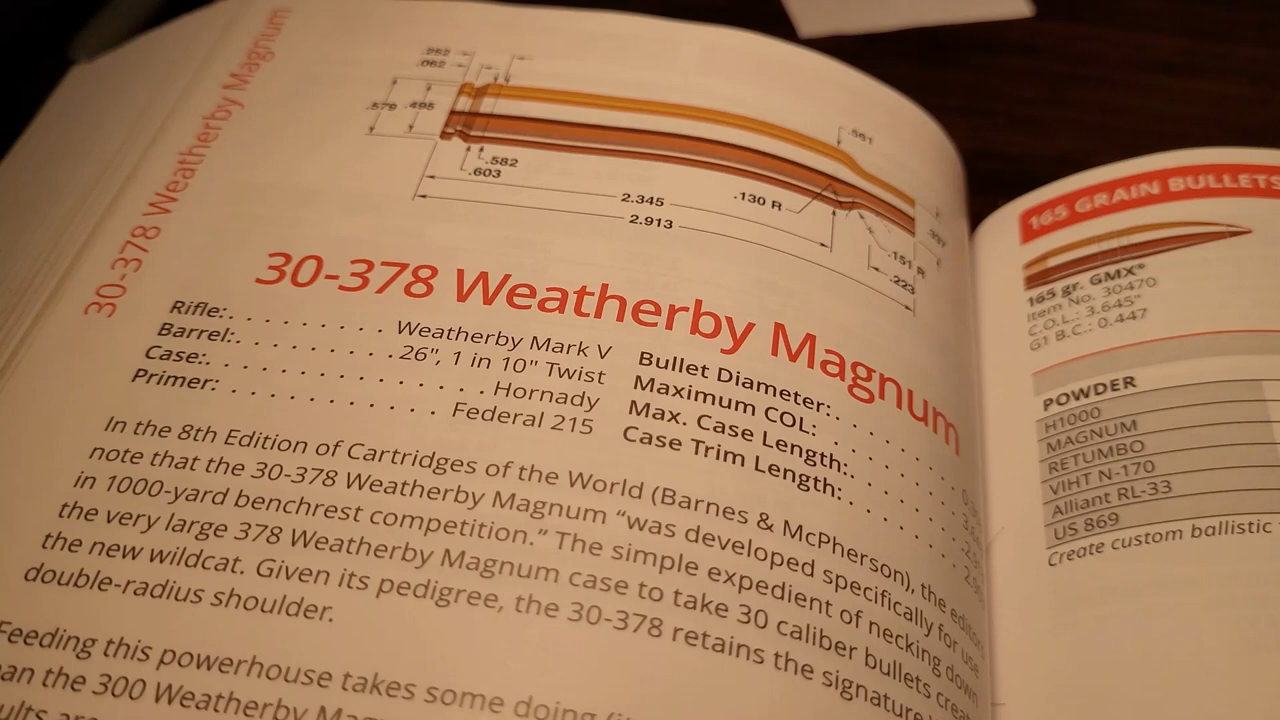 30-378 Weatherby Magnum
.252
.062
.579 .495
.561
.582
.603
2.345
.130 R
2.913
.337
.151 R
.223
30-378 Weatherby Magnum
Rifle: Weatherby Mark V
Barrel: 26", 1 in 10" Twist
Case: Hornady
Primer: Federal 215
Bullet Diameter:
Maximum COL:
Max. Case Length:
Case Trim Length:
In the 8th Edition of Cartridges of the World (Barnes & McPherson), the editors
note that the 30-378 Weatherby Magnum “was developed specifically for use
in 1000-yard benchrest competition.” The simple expedient of necking down
the very large 378 Weatherby Magnum case to take 30 caliber bullets
the new wildcat. Given its pedigree, the 30-378 retains the signature
double-radius shoulder.
Feeding this powerhouse takes some doing
the 300 Weatherby
165 GRAIN BULLETS
165 gr. GMX®
Item No. 30470
C.O.L.: 3.645"
G1 B.C.: 0.447
POWDER
H1000
MAGNUM
RETUMBO
VIHT N-170
Alliant RL-33
US 869
Create custom ballistic